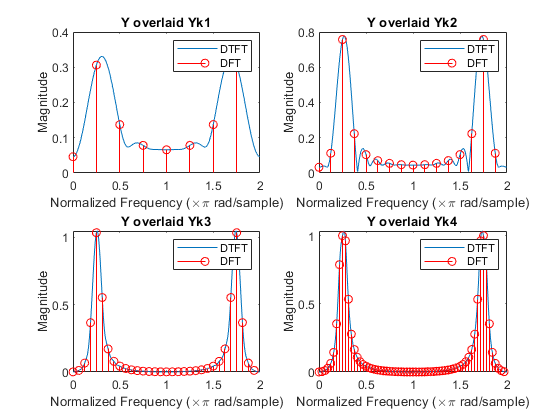 Y overlaid Yk1
0.4
0.3
0.2
0.1
0
Magnitude
DTFT
DFT
0 0.5 1 1.5 2
Normalized Frequency (×π rad/sample)
Y overlaid Yk2
0.8
0.6
0.4
0.2
0
Magnitude
DTFT
DFT
0 0.5 1 1.5 2
Normalized Frequency (×π rad/sample)
Y overlaid Yk3
1
0.5
0
Magnitude
DTFT
DFT
0 0.5 1 1.5 2
Normalized Frequency (×π rad/sample)
Y overlaid Yk4
1
0.5
0
Magnitude
DTFT
DFT
0 0.5 1 1.5 2
Normalized Frequency (×π rad/sample)